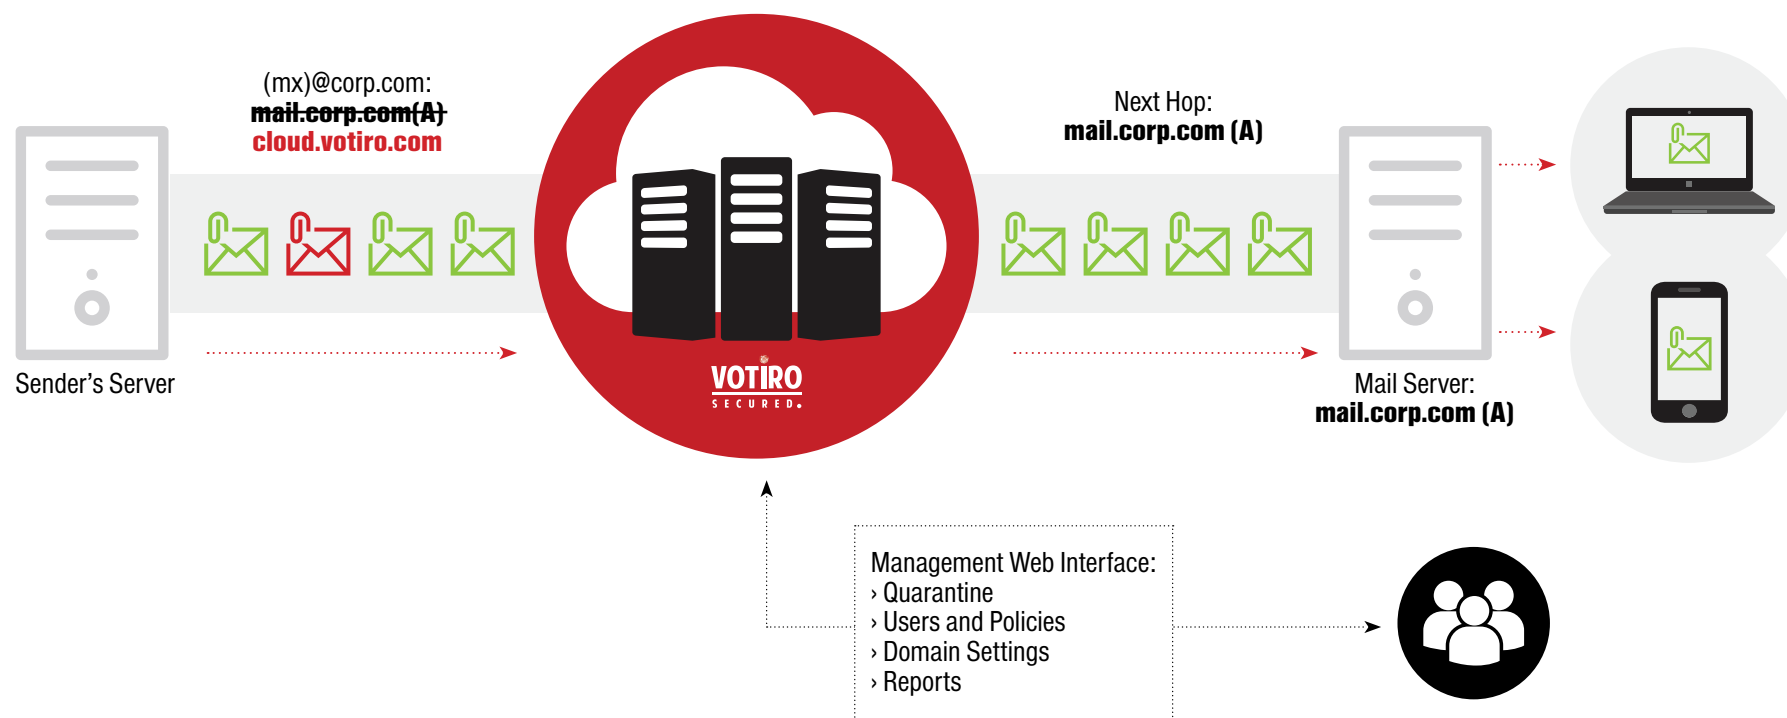 (mx)@corp.com:
mail.corp.com(A)
cloud.votiro.com
Next Hop:
mail.corp.com (A)
Sender’s Server
VOTIRO
SECURED.
Mail Server:
mail.corp.com (A)
Management Web Interface:
› Quarantine
› Users and Policies
› Domain Settings
› Reports